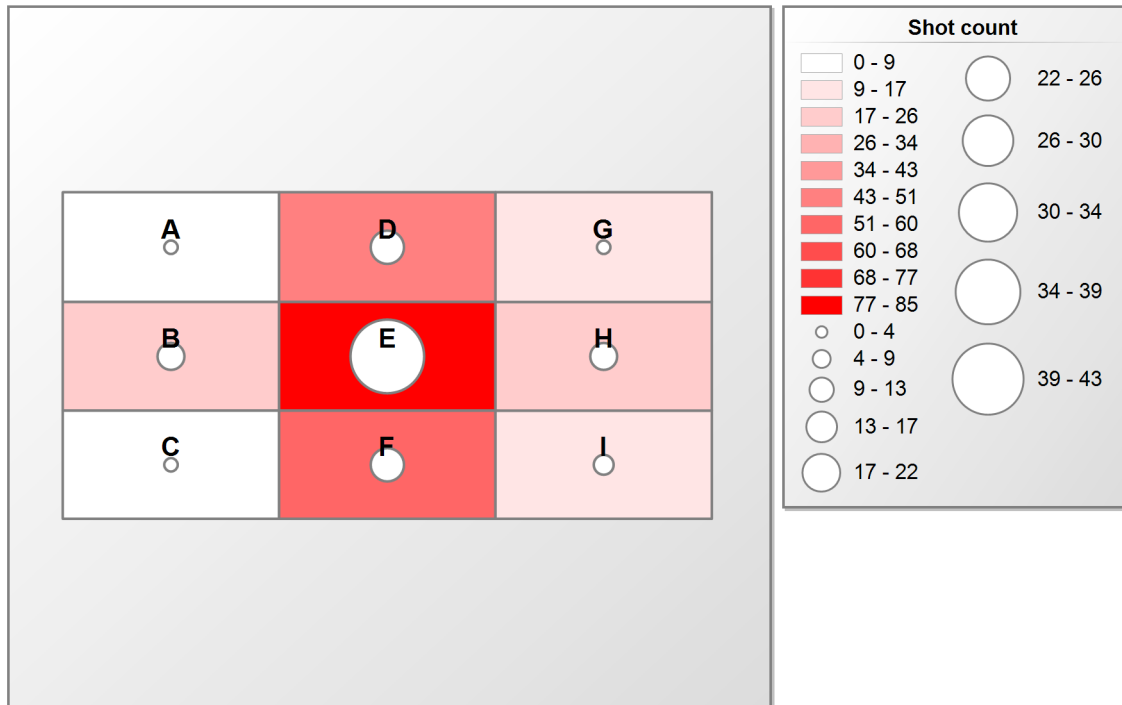 A
D
G
B
E
H
C
F
I
Shot count
0 - 9
9 - 17
17 - 26
26 - 34
34 - 43
43 - 51
51 - 60
60 - 68
68 - 77
77 - 85
0 - 4
4 - 9
9 - 13
13 - 17
17 - 22
22 - 26
26 - 30
30 - 34
34 - 39
39 - 43